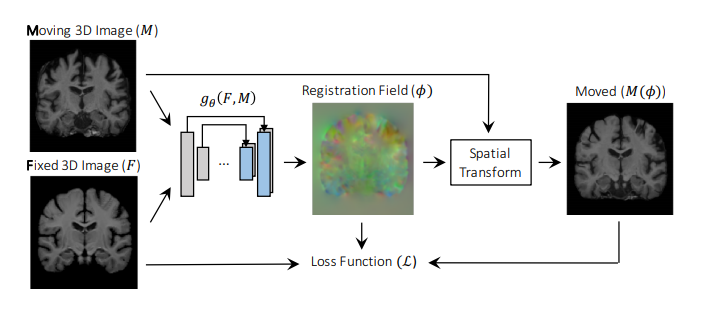 Moving 3D Image (M)
g_θ(F, M)
Registration Field (ϕ)
Moved (M(ϕ))
...
Spatial
Transform
Fixed 3D Image (F)
Loss Function (ℒ)